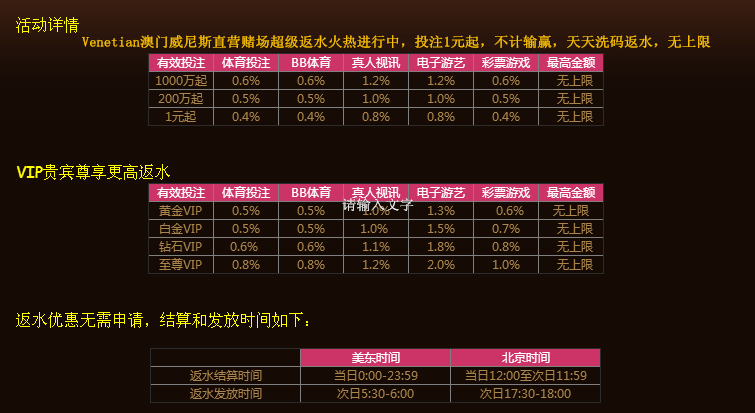 活动详情
Venetian澳门威尼斯直营赌场超级返水火热进行中，投注1元起，不计输赢，天天洗码返水，无上限
有效投注 体育投注 BB体育 真人视讯 电子游艺 彩票游戏 最高金额
1000万起 0.6% 0.6% 1.2% 1.2% 0.6% 无上限
200万起 0.5% 0.5% 1.0% 1.0% 0.5% 无上限
1元起 0.4% 0.4% 0.8% 0.8% 0.4% 无上限
VIP贵宾尊享更高返水
有效投注 体育投注 BB体育 真人视讯 电子游艺 彩票游戏 最高金额
请输入文字
黄金VIP 0.5% 0.5% 1.0% 1.3% 0.6% 无上限
白金VIP 0.5% 0.5% 1.0% 1.5% 0.7% 无上限
钻石VIP 0.6% 0.6% 1.1% 1.8% 0.8% 无上限
至尊VIP 0.8% 0.8% 1.2% 2.0% 1.0% 无上限
返水优惠无需申请，结算和发放时间如下：
美东时间 北京时间
返水结算时间 当日0:00-23:59 当日12:00至次日11:59
返水发放时间 次日5:30-6:00 次日17:30-18:00